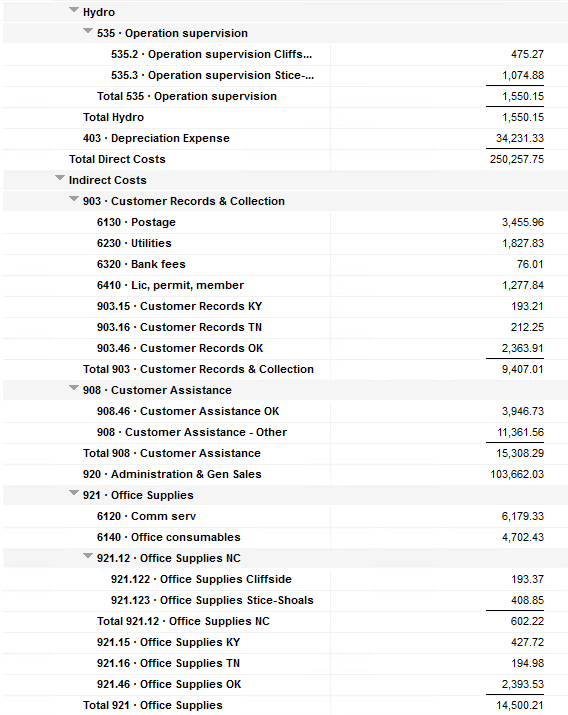 Hydro
535 · Operation supervision
535.2 · Operation supervision Cliffs... 475.27
535.3 · Operation supervision Stice-... 1,074.88
Total 535 · Operation supervision 1,550.15
Total Hydro 1,550.15
403 · Depreciation Expense 34,231.33
Total Direct Costs 250,257.75
Indirect Costs
903 · Customer Records & Collection
6130 · Postage 3,455.96
6230 · Utilities 1,827.83
6320 · Bank fees 76.01
6410 · Lic, permit, member 1,277.84
903.15 · Customer Records KY 193.21
903.16 · Customer Records TN 212.25
903.46 · Customer Records OK 2,363.91
Total 903 · Customer Records & Collection 9,407.01
908 · Customer Assistance
908.46 · Customer Assistance OK 3,946.73
908 · Customer Assistance - Other 11,361.56
Total 908 · Customer Assistance 15,308.29
920 · Administration & Gen Sales 103,662.03
921 · Office Supplies
6120 · Comm serv 6,179.33
6140 · Office consumables 4,702.43
921.12 · Office Supplies NC
921.122 · Office Supplies Cliffside 193.37
921.123 · Office Supplies Stice-Shoals 408.85
Total 921.12 · Office Supplies NC 602.22
921.15 · Office Supplies KY 427.72
921.16 · Office Supplies TN 194.98
921.46 · Office Supplies OK 2,393.53
Total 921 · Office Supplies 14,500.21